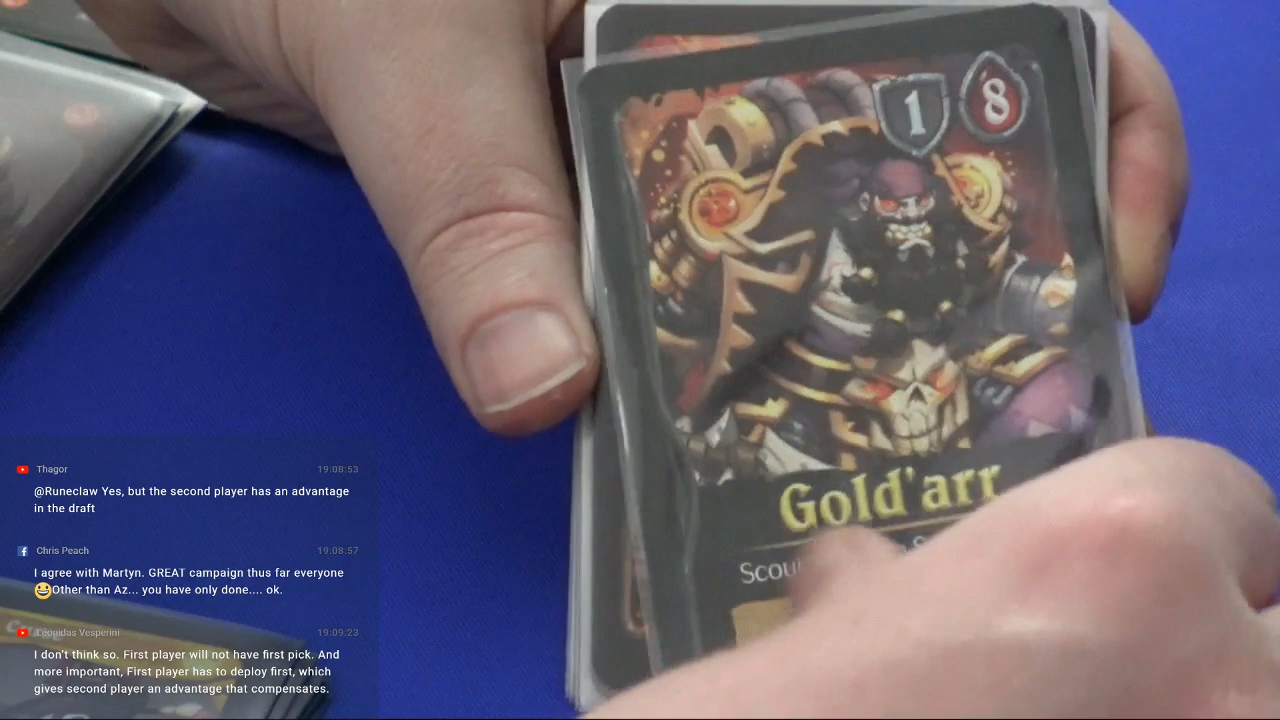 1
8
Gold'arr
Thagor
19:08:53
@Runeclaw Yes, but the second player has an advantage
in the draft
Chris Peach
19:08:57
I agree with Martyn. GREAT campaign thus far everyone
😀Other than Az... you have only done.... ok.
Léonidas Vesperini
19:09:23
I don't think so. First player will not have first pick. And
more important, First player has to deploy first, which
gives second player an advantage that compensates.